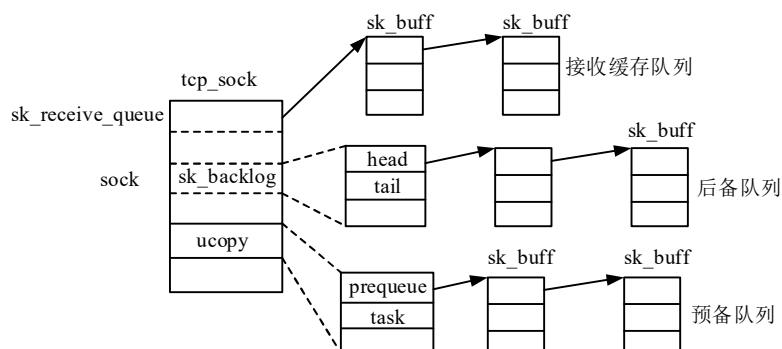 sk_buff
sk_buff
接收缓存队列
tcp_sock
sk_receive_queue
sk_buff
head
sock
sk_backlog
tail
后备队列
ucopy
sk_buff
sk_buff
prequeue
task
预备队列